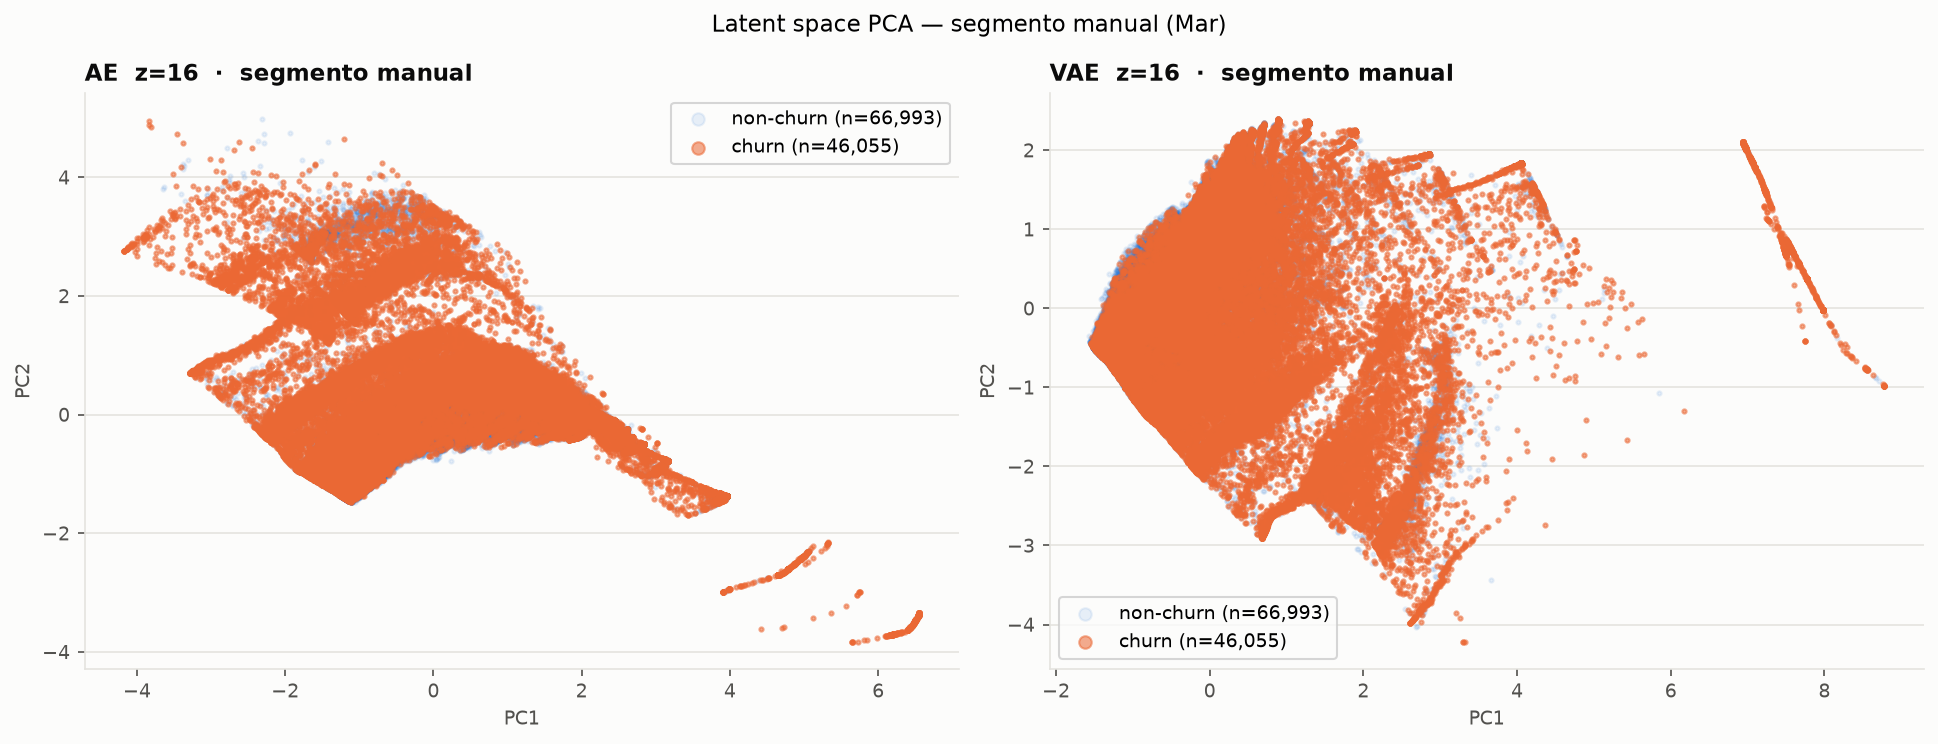 Latent space PCA — segmento manual (Mar)
AE  z=16  ·  segmento manual
non-churn (n=66,993)
churn (n=46,055)
4
2
0
−2
−4
PC2
−4
−2
0
2
4
6
PC1
VAE  z=16  ·  segmento manual
2
1
0
−1
−2
−3
−4
PC2
non-churn (n=66,993)
churn (n=46,055)
−2
0
2
4
6
8
PC1